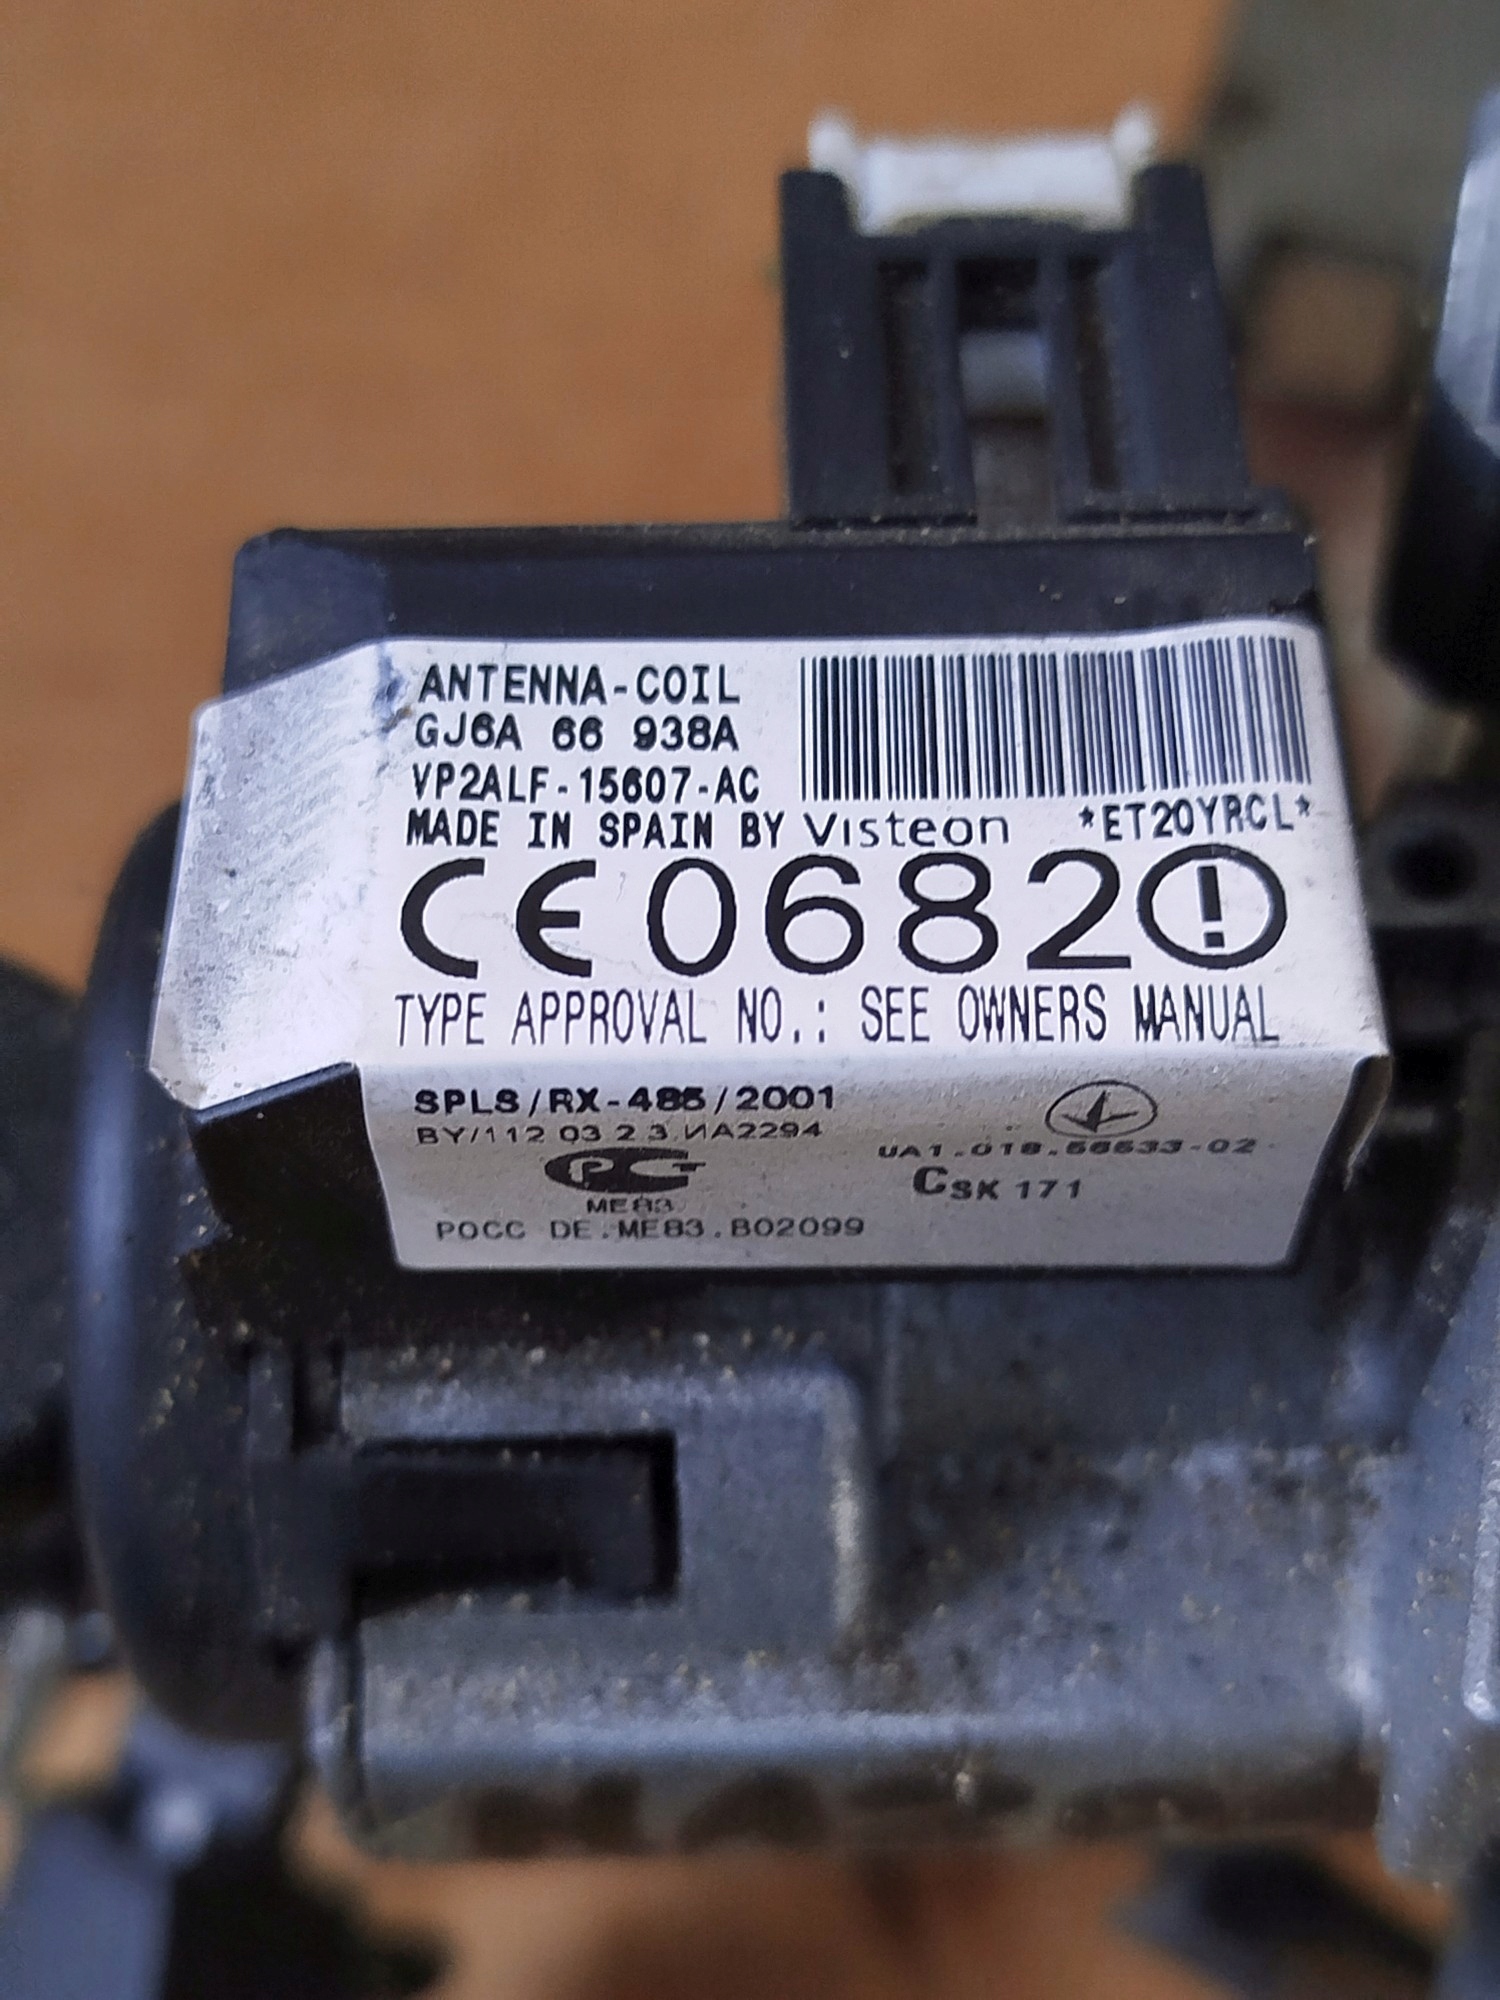 ANTENNA-COIL
GJ6A 66 938A
VP2ALF-15607-AC
MADE IN SPAIN BY Visteon
*ET20YRCL*
CE 0682
TYPE APPROVAL NO.: SEE OWNERS MANUAL
SPLS/RX-485/2001
BY/112 03 2 3 ИА2294
ME83
РОСС DE.ME83.B02099
UA1.018.56533-02
CSK 171